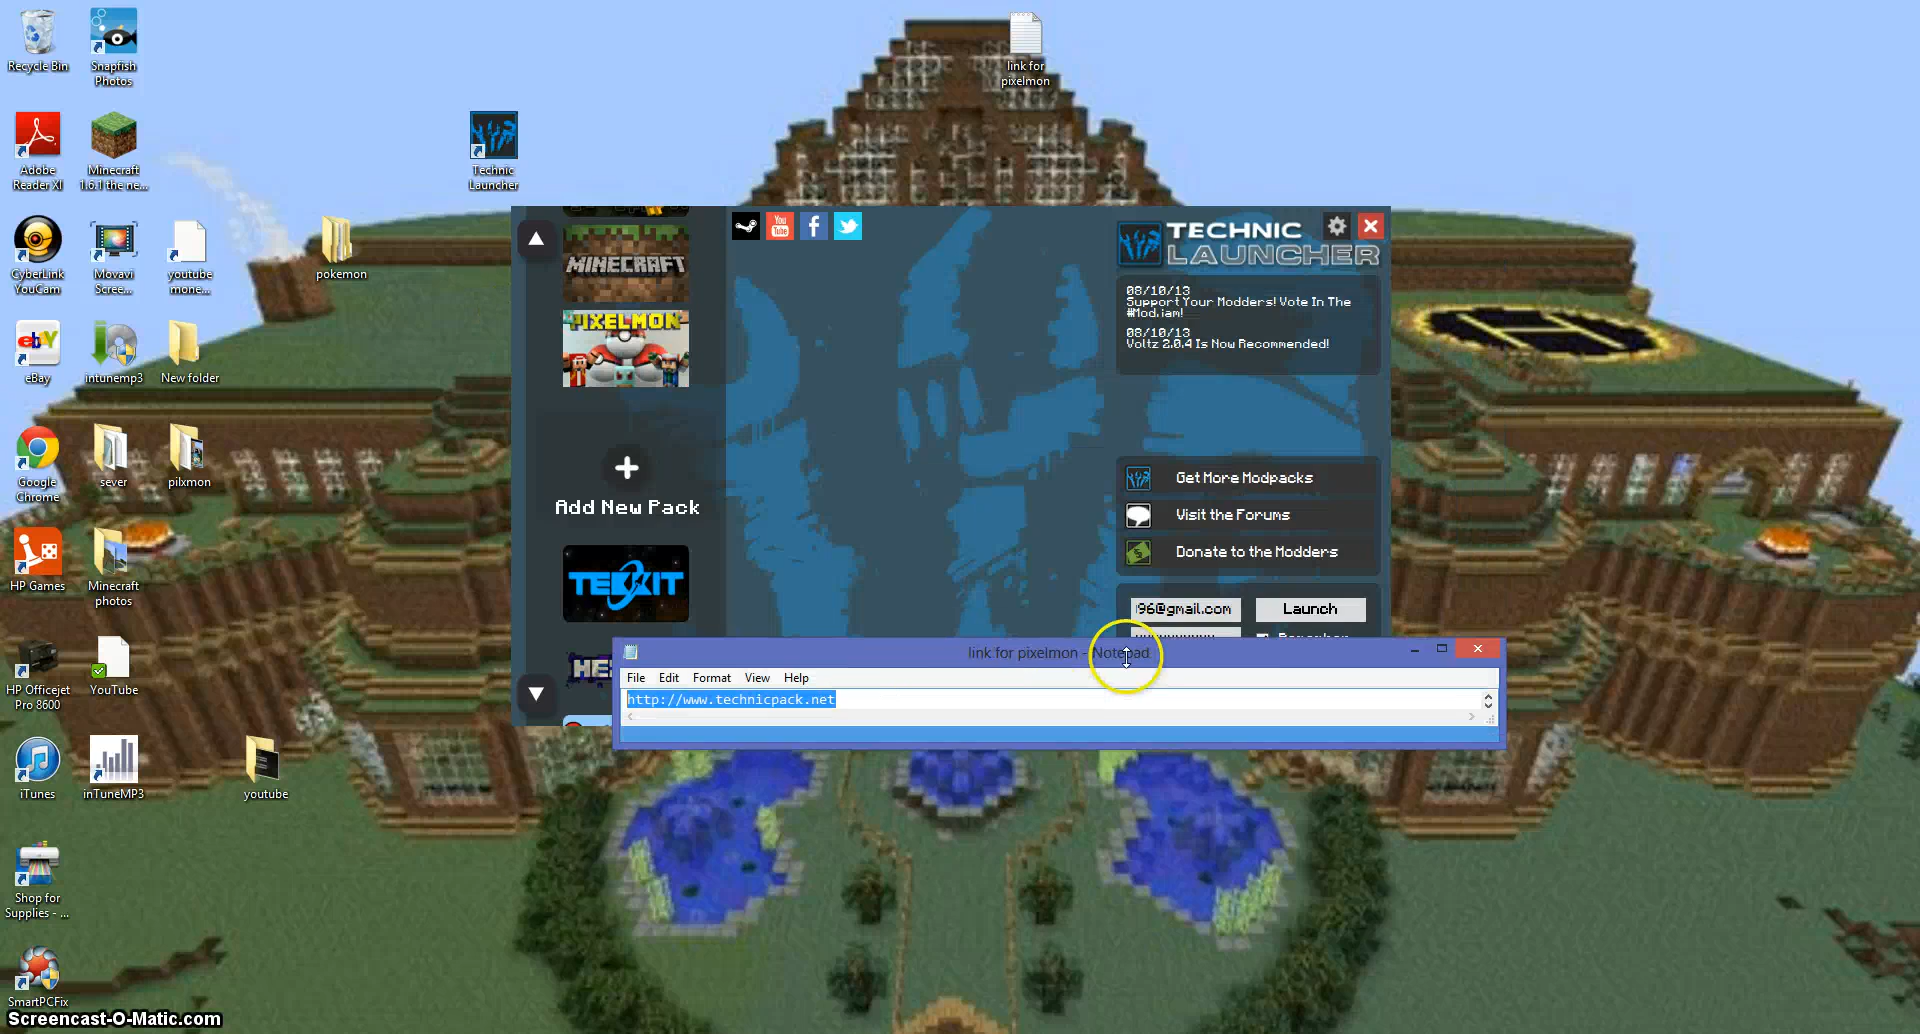 Recycle Bin
Snapfish
Photos
link for
pixelmon
Adobe
Reader XI
Minecraft
1.6.1 the ne...
Technic
Launcher
CyberLink
YouCam
Movavi
Scree...
youtube
mone...
pokemon
eBay
intunemp3
New folder
Google
Chrome
sever
pilxmon
HP Games
Minecraft
photos
HP Officejet
Pro 8600
YouTube
iTunes
inTuneMP3
youtube
Shop for
Supplies - ...
SmartPCFix
MINECRAFT
PIXELMON
Add New Pack
TEKKIT
HE
You
Tube
TECHNIC
LAUNCHER
08/10/13
Support Your Modders! Vote In The
#ModJam!
08/10/13
Voltz 2.0.4 Is Now Recommended!
Get More Modpacks
Visit the Forums
Donate to the Modders
96@gmail.com
Launch
Remember
link for pixelmon - Notepad
File Edit Format View Help
http://www.technicpack.net
Screencast-O-Matic.com